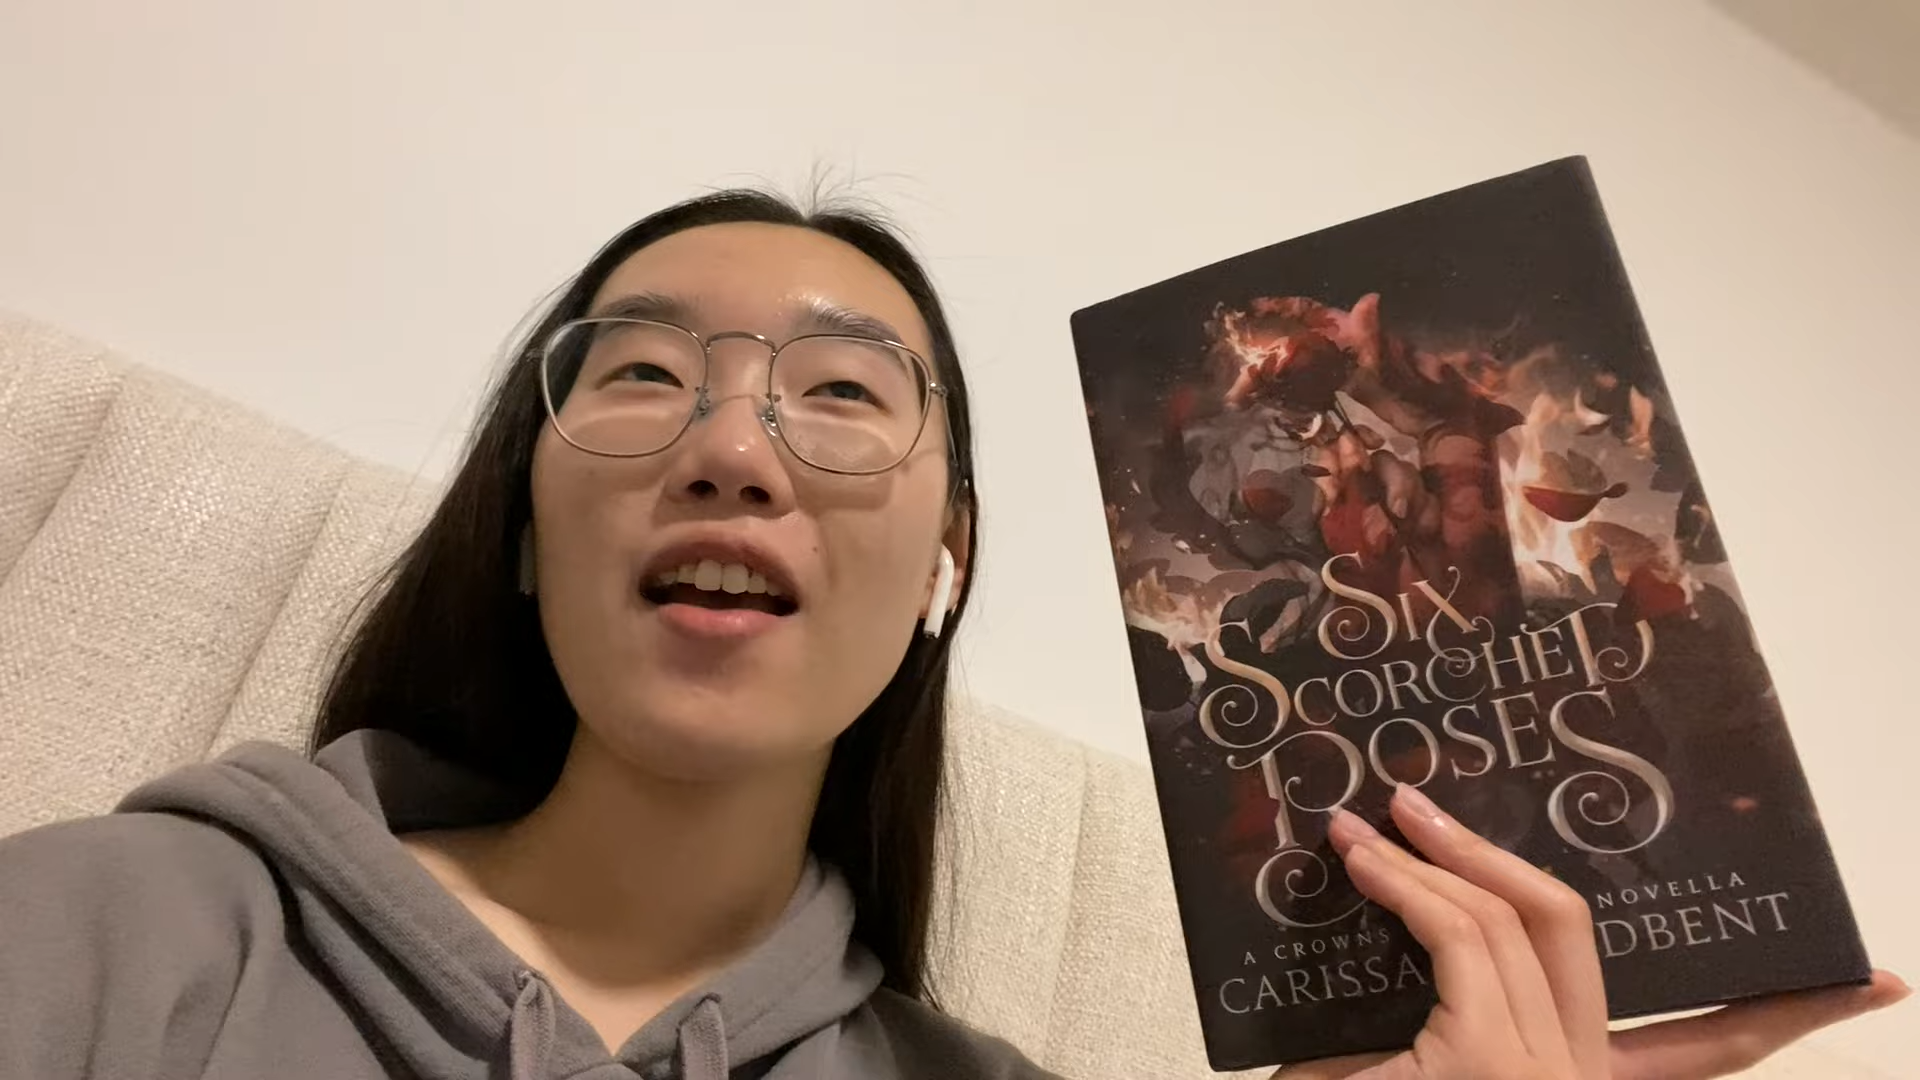 SIX
SCORCHED
ROSES
A CROWNS NOVELLA
CARISSA DBENT